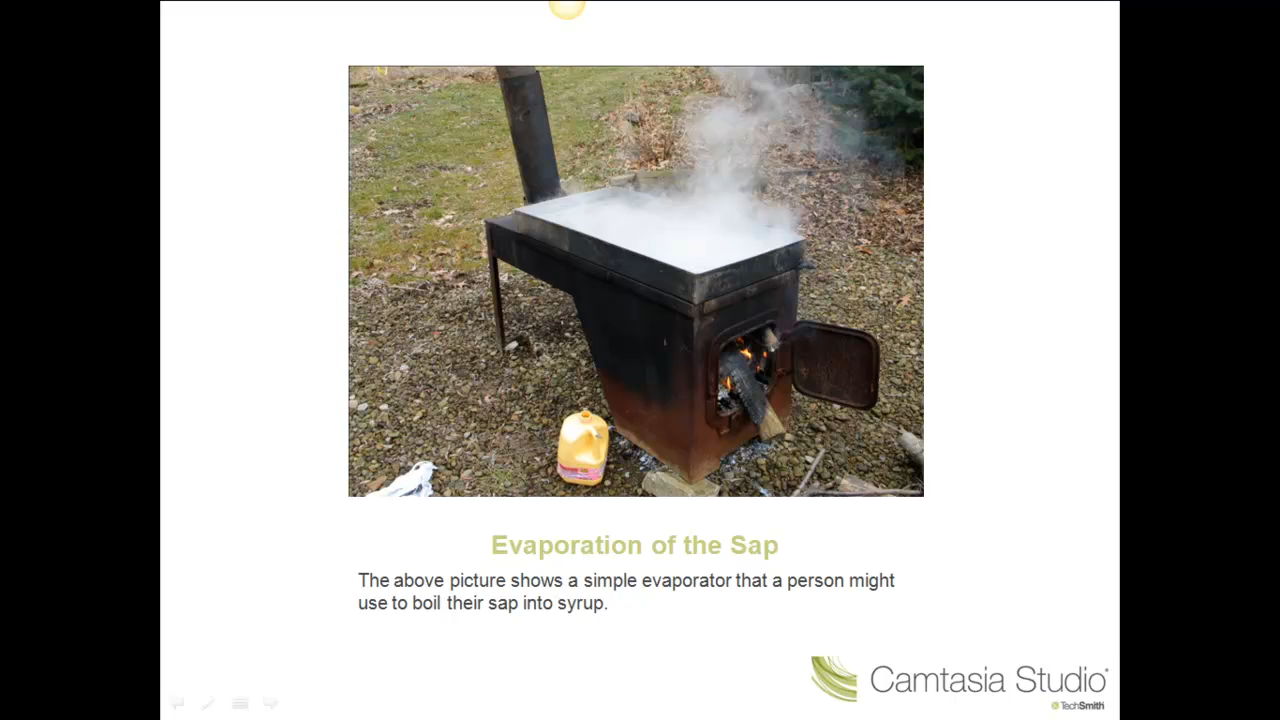 Evaporation of the Sap
The above picture shows a simple evaporator that a person might
use to boil their sap into syrup.
Camtasia Studio®
TechSmith